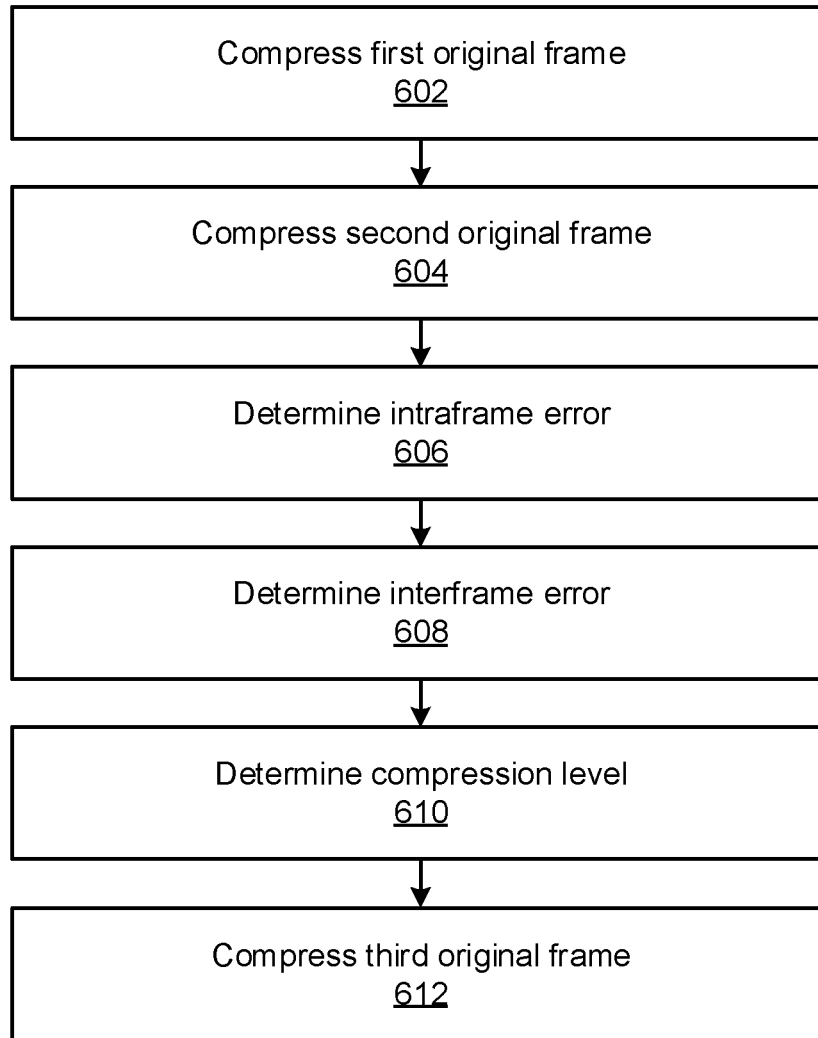 Compress first original frame
602
Compress second original frame
604
Determine intraframe error
606
Determine interframe error
608
Determine compression level
610
Compress third original frame
612